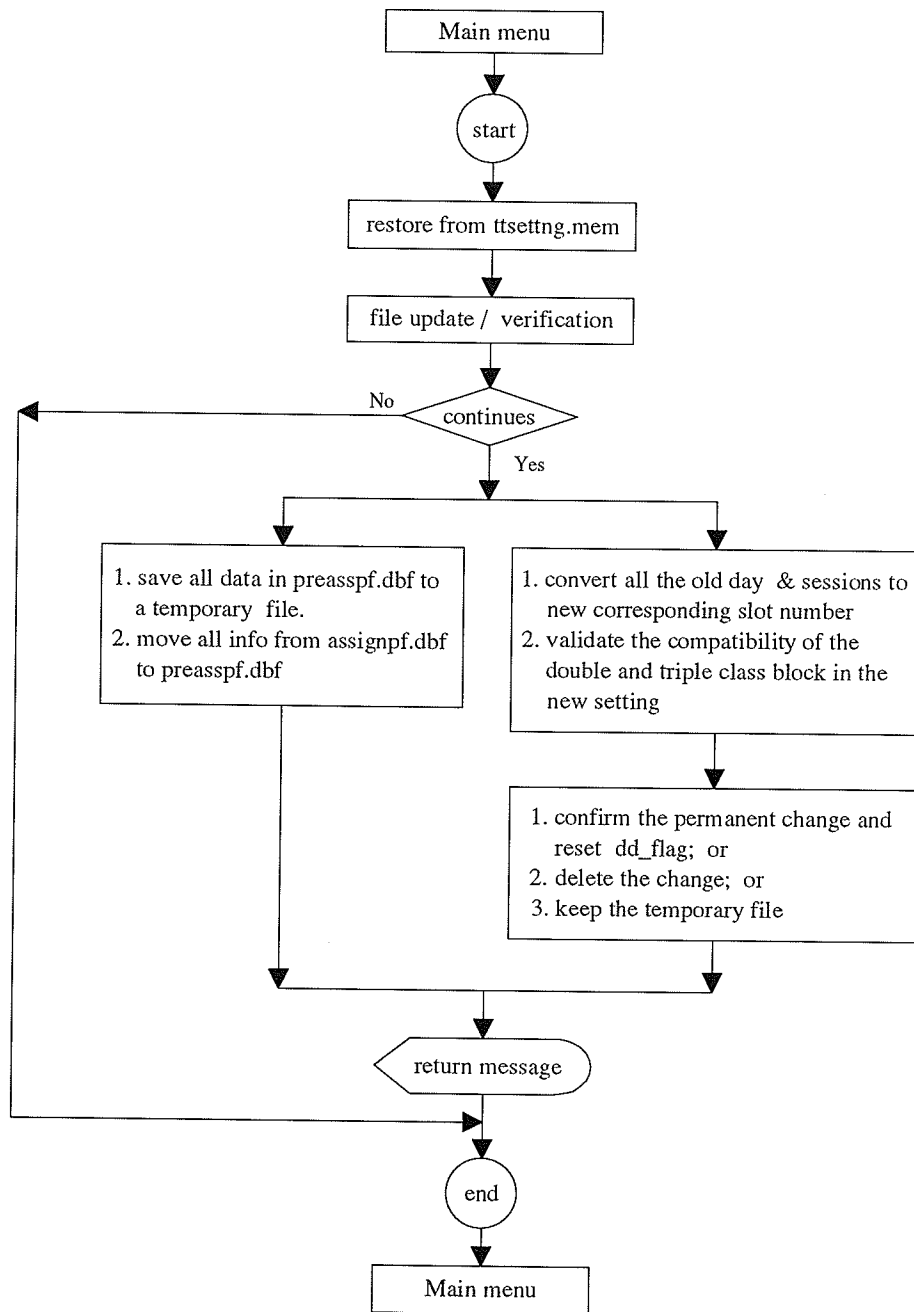 Main menu
start
restore from ttsettng.mem
file update / verification
No
continues
Yes
1. save all data in preasspf.dbf to
a temporary file.
2. move all info from assignpf.dbf
to preasspf.dbf
1. convert all the old day & sessions to
new corresponding slot number
2. validate the compatibility of the
double and triple class block in the
new setting
1. confirm the permanent change and
reset dd_flag; or
2. delete the change; or
3. keep the temporary file
return message
end
Main menu